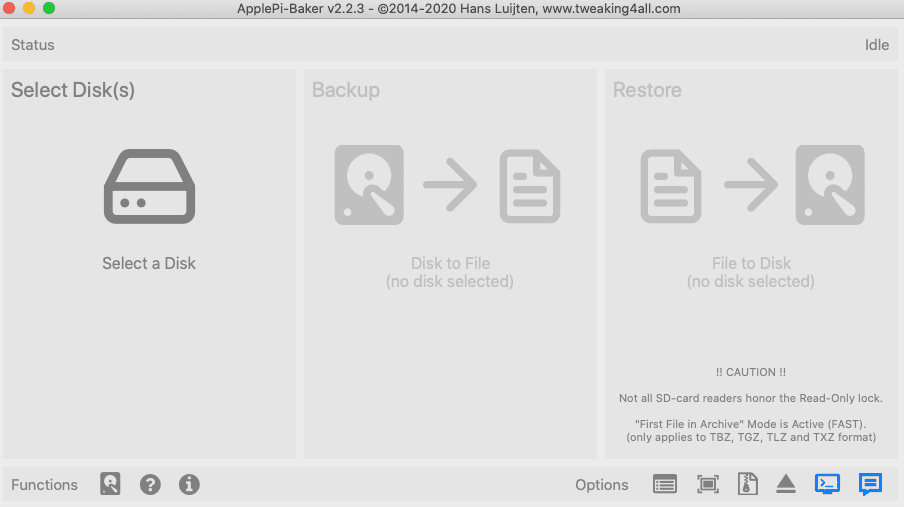 ApplePi-Baker v2.2.3 - ©2014-2020 Hans Luijten, www.tweaking4all.com
Status
Idle
Select Disk(s)
Select a Disk
Backup
Disk to File
(no disk selected)
Restore
File to Disk
(no disk selected)
!! CAUTION !!
Not all SD-card readers honor the Read-Only lock.
"First File in Archive" Mode is Active (FAST).
(only applies to TBZ, TGZ, TLZ and TXZ format)
Functions
Options